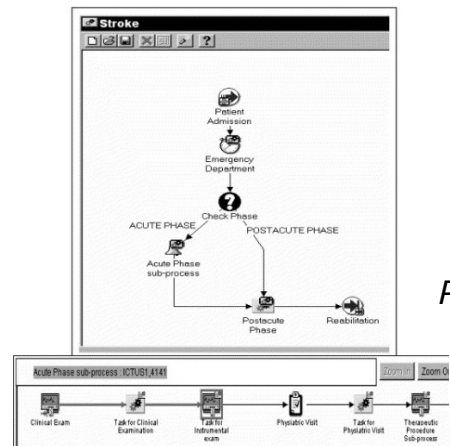 Stroke
Patient
Admission
Emergency
Department
Check Phase
ACUTE PHASE
POSTACUTE PHASE
Acute Phase
sub-process
Postacute
Phase
Reabilitation
P
Acute Phase sub-process : ICTUS1,4141
Zoom In
Zoom Ou
Clinical Exam
Task for Clinical
Examination
Task for
Instrumental
exam
Physiatric Visit
Task for
Physiatric Visit
Therapeutic
Procedure
Sub-process